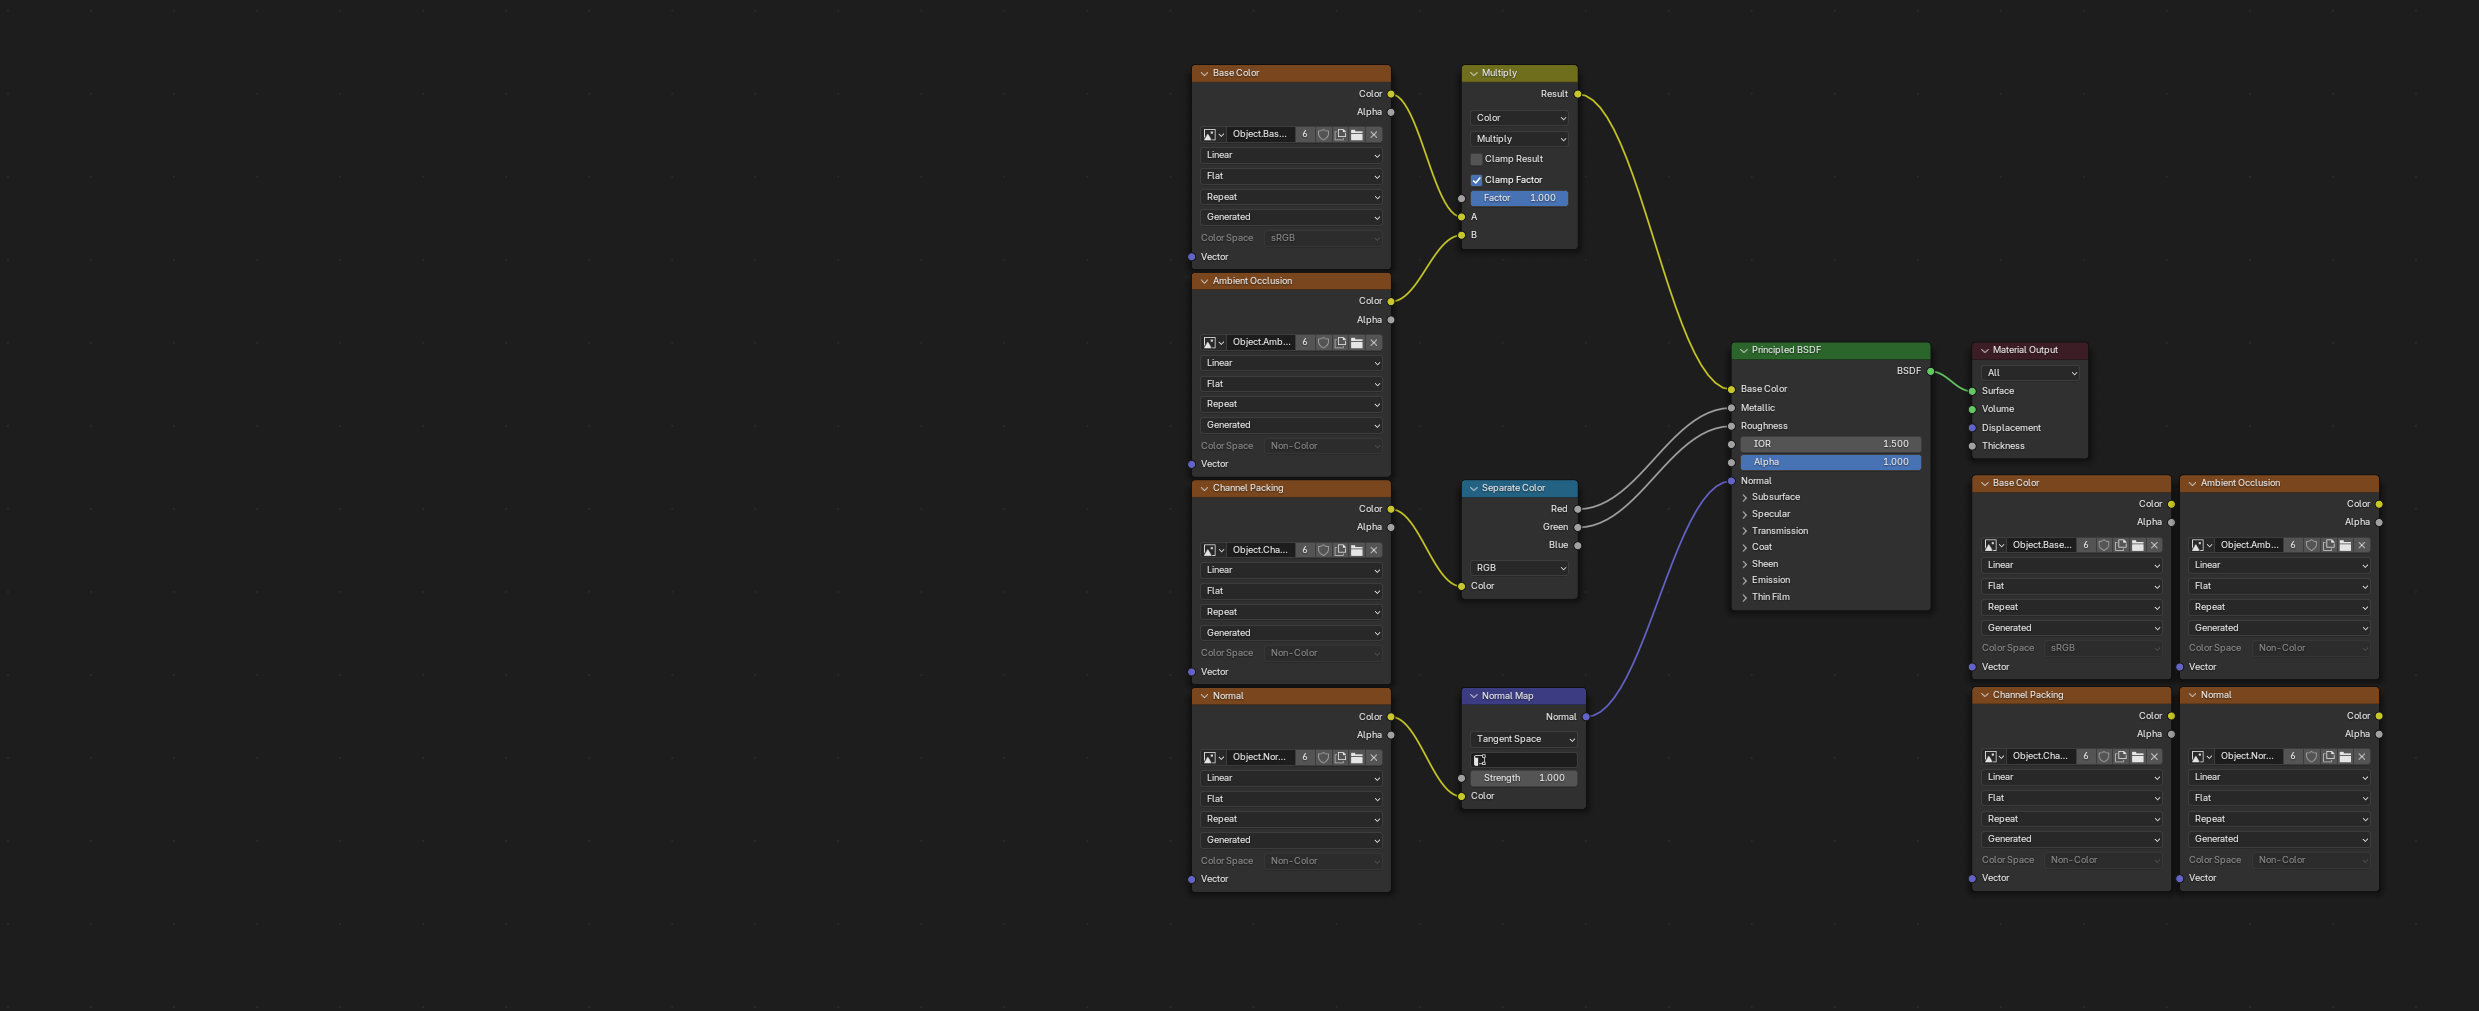 Base Color
Color
Alpha
Object.Bas... 6
Linear
Flat
Repeat
Generated
Color Space sRGB
Vector
Ambient Occlusion
Color
Alpha
Object.Amb... 6
Linear
Flat
Repeat
Generated
Color Space Non-Color
Vector
Channel Packing
Color
Alpha
Object.Cha... 6
Linear
Flat
Repeat
Generated
Color Space Non-Color
Vector
Normal
Color
Alpha
Object.Nor... 6
Linear
Flat
Repeat
Generated
Color Space Non-Color
Vector
Multiply
Result
Color
Multiply
Clamp Result
Clamp Factor
Factor 1.000
A
B
Separate Color
Red
Green
Blue
RGB
Color
Normal Map
Normal
Tangent Space
Strength 1.000
Color
Principled BSDF
BSDF
Base Color
Metallic
Roughness
IOR 1.500
Alpha 1.000
Normal
Subsurface
Specular
Transmission
Coat
Sheen
Emission
Thin Film
Material Output
All
Surface
Volume
Displacement
Thickness
Base Color
Color
Alpha
Object.Base... 6
Linear
Flat
Repeat
Generated
Color Space sRGB
Vector
Ambient Occlusion
Color
Alpha
Object.Amb... 6
Linear
Flat
Repeat
Generated
Color Space Non-Color
Vector
Channel Packing
Color
Alpha
Object.Cha... 6
Linear
Flat
Repeat
Generated
Color Space Non-Color
Vector
Normal
Color
Alpha
Object.Nor... 6
Linear
Flat
Repeat
Generated
Color Space Non-Color
Vector